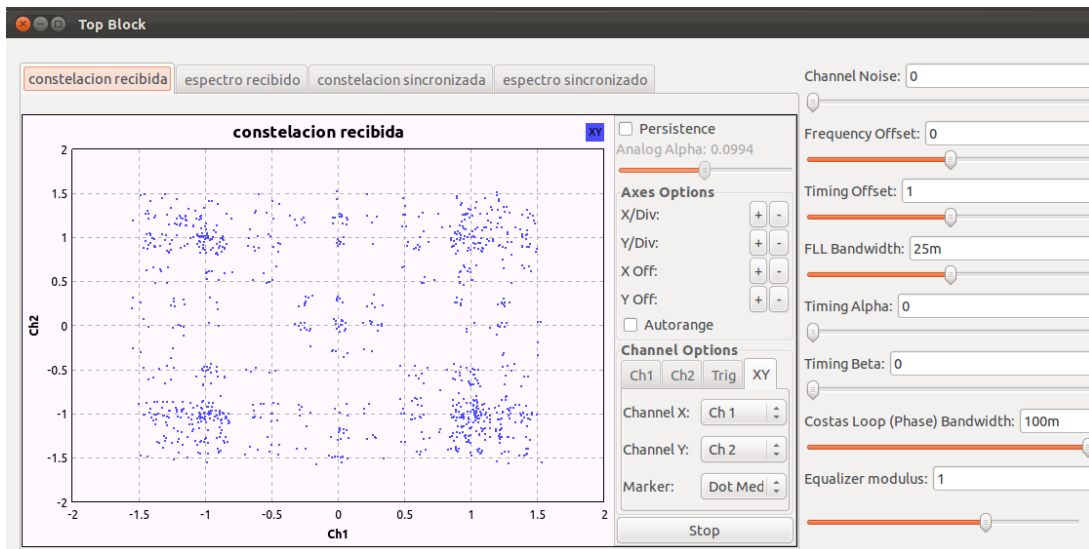 Top Block
constelacion recibida espectro recibido constelacion sincronizada espectro sincronizado
constelacion recibida
XY
2
1.5
1
0.5
0
-0.5
-1
-1.5
-2
Ch2
-2 -1.5 -1 -0.5 0 0.5 1 1.5 2
Ch1
Persistence
Analog Alpha: 0.0994
Axes Options
X/Div: + -
Y/Div: + -
X Off: + -
Y Off: + -
Autorange
Channel Options
Ch1 Ch2 Trig XY
Channel X: Ch 1
Channel Y: Ch 2
Marker: Dot Med
Stop
Channel Noise: 0
Frequency Offset: 0
Timing Offset: 1
FLL Bandwidth: 25m
Timing Alpha: 0
Timing Beta: 0
Costas Loop (Phase) Bandwidth: 100m
Equalizer modulus: 1